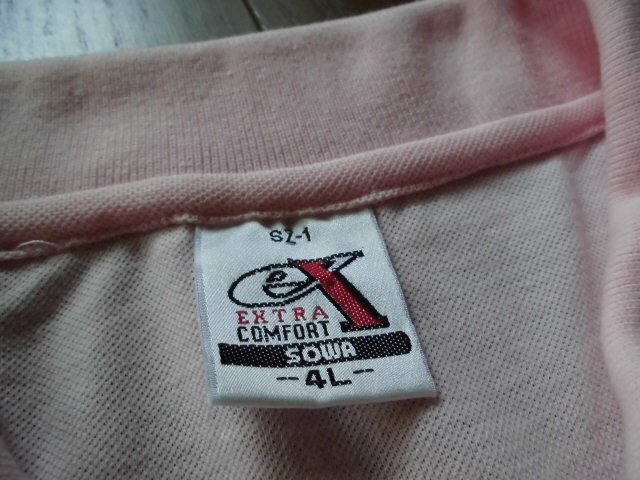 SZ-1
eX
EXTRA
COMFORT
SOWA
--4L--